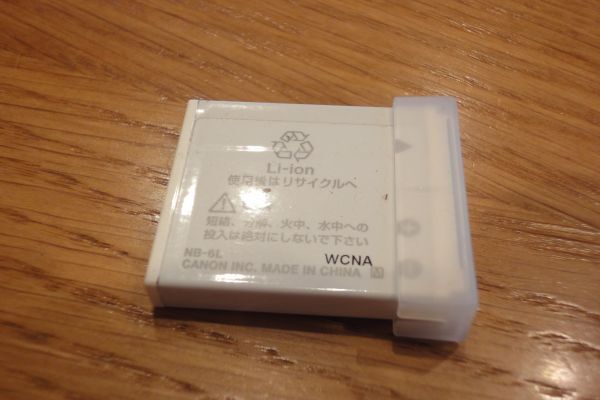 Li-ion
使用後はリサイクルへ
短絡、分解、火中、水中への
投入は絶対にしないで下さい
NB-6L
WCNA
CANON INC. MADE IN CHINA